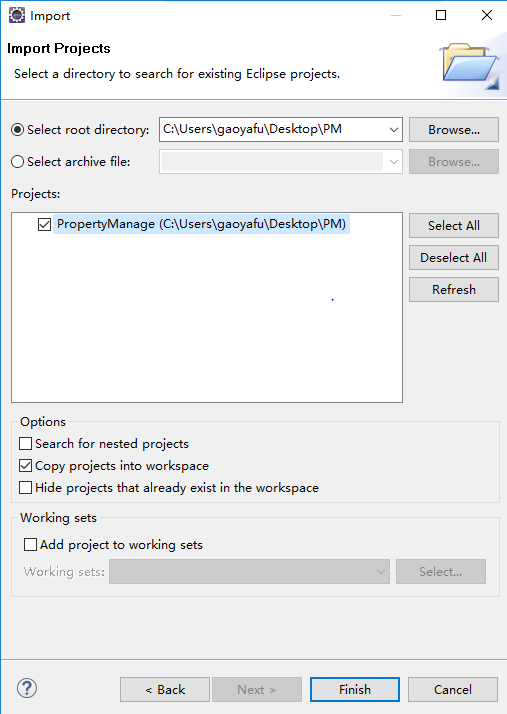 Import
Import Projects
Select a directory to search for existing Eclipse projects.
Select root directory: C:\Users\gaoyafu\Desktop\PM Browse...
Select archive file: Browse...
Projects:
PropertyManage (C:\Users\gaoyafu\Desktop\PM)
Select All
Deselect All
Refresh
Options
Search for nested projects
Copy projects into workspace
Hide projects that already exist in the workspace
Working sets
Add project to working sets
Working sets: Select...
? < Back Next > Finish Cancel